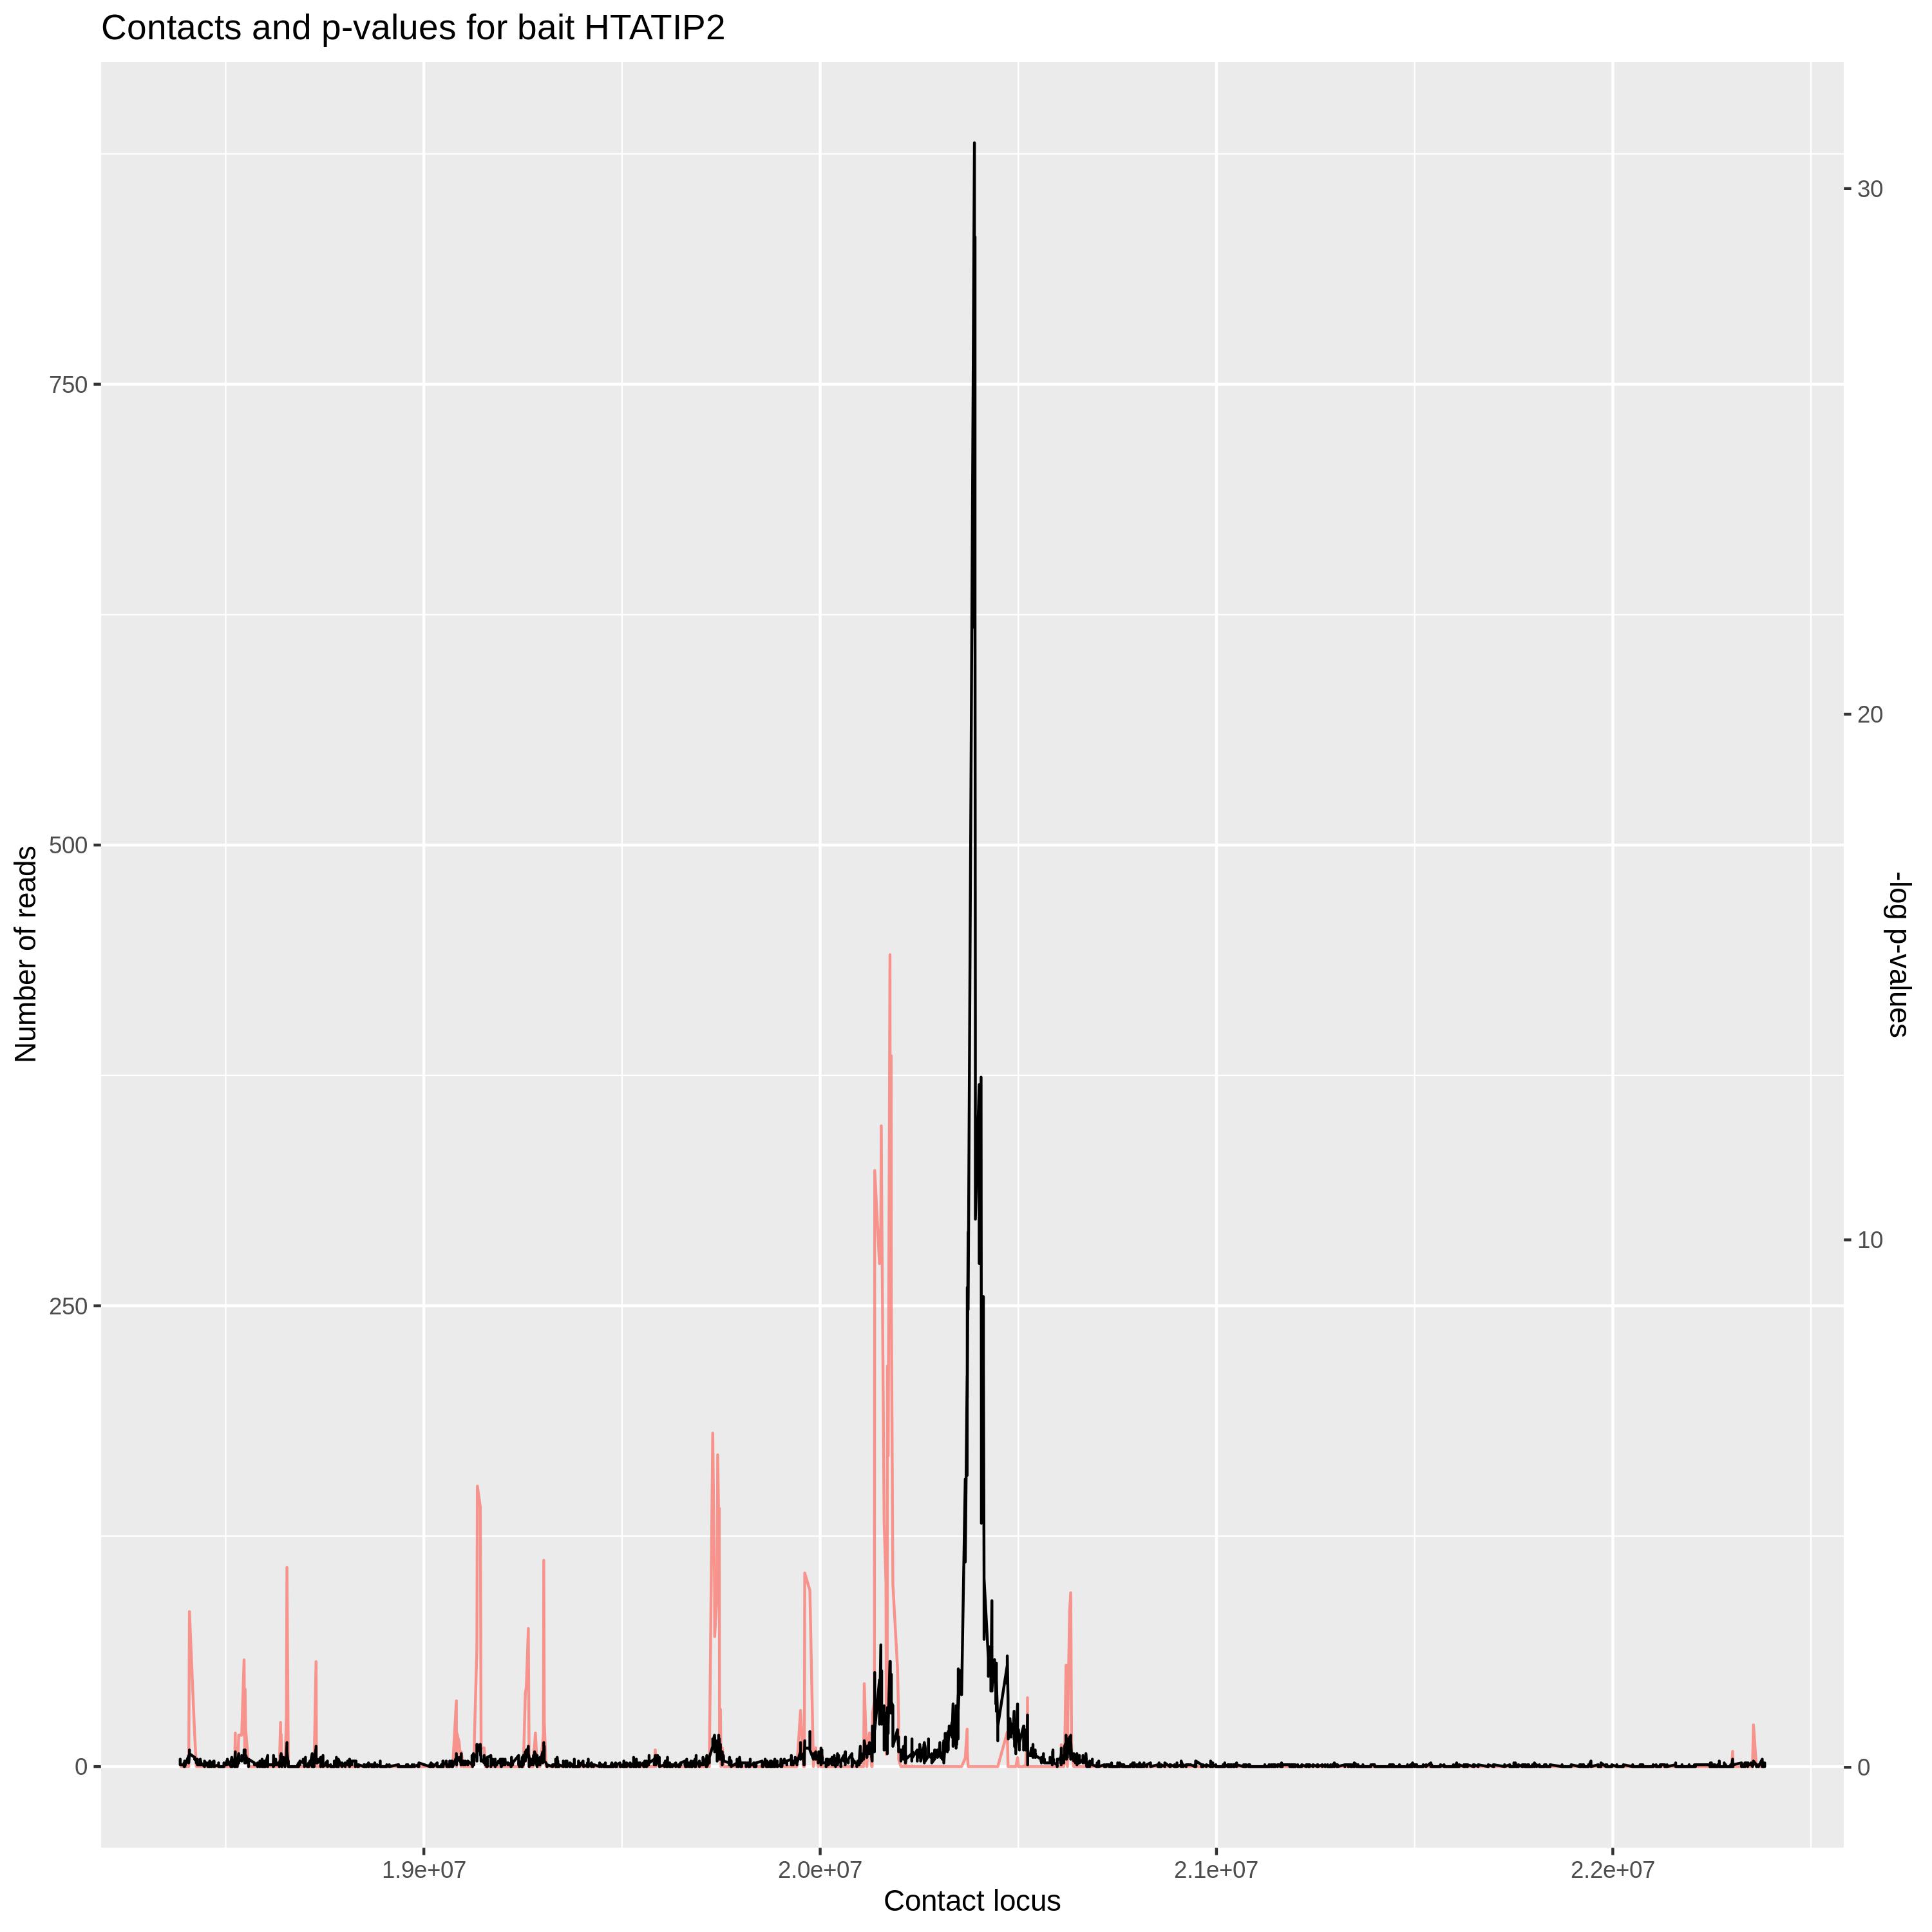 Contacts and p-values for bait HTATIP2
Number of reads
750
500
250
0
30
20
10
0
-log p-values
1.9e+07
2.0e+07
2.1e+07
2.2e+07
Contact locus